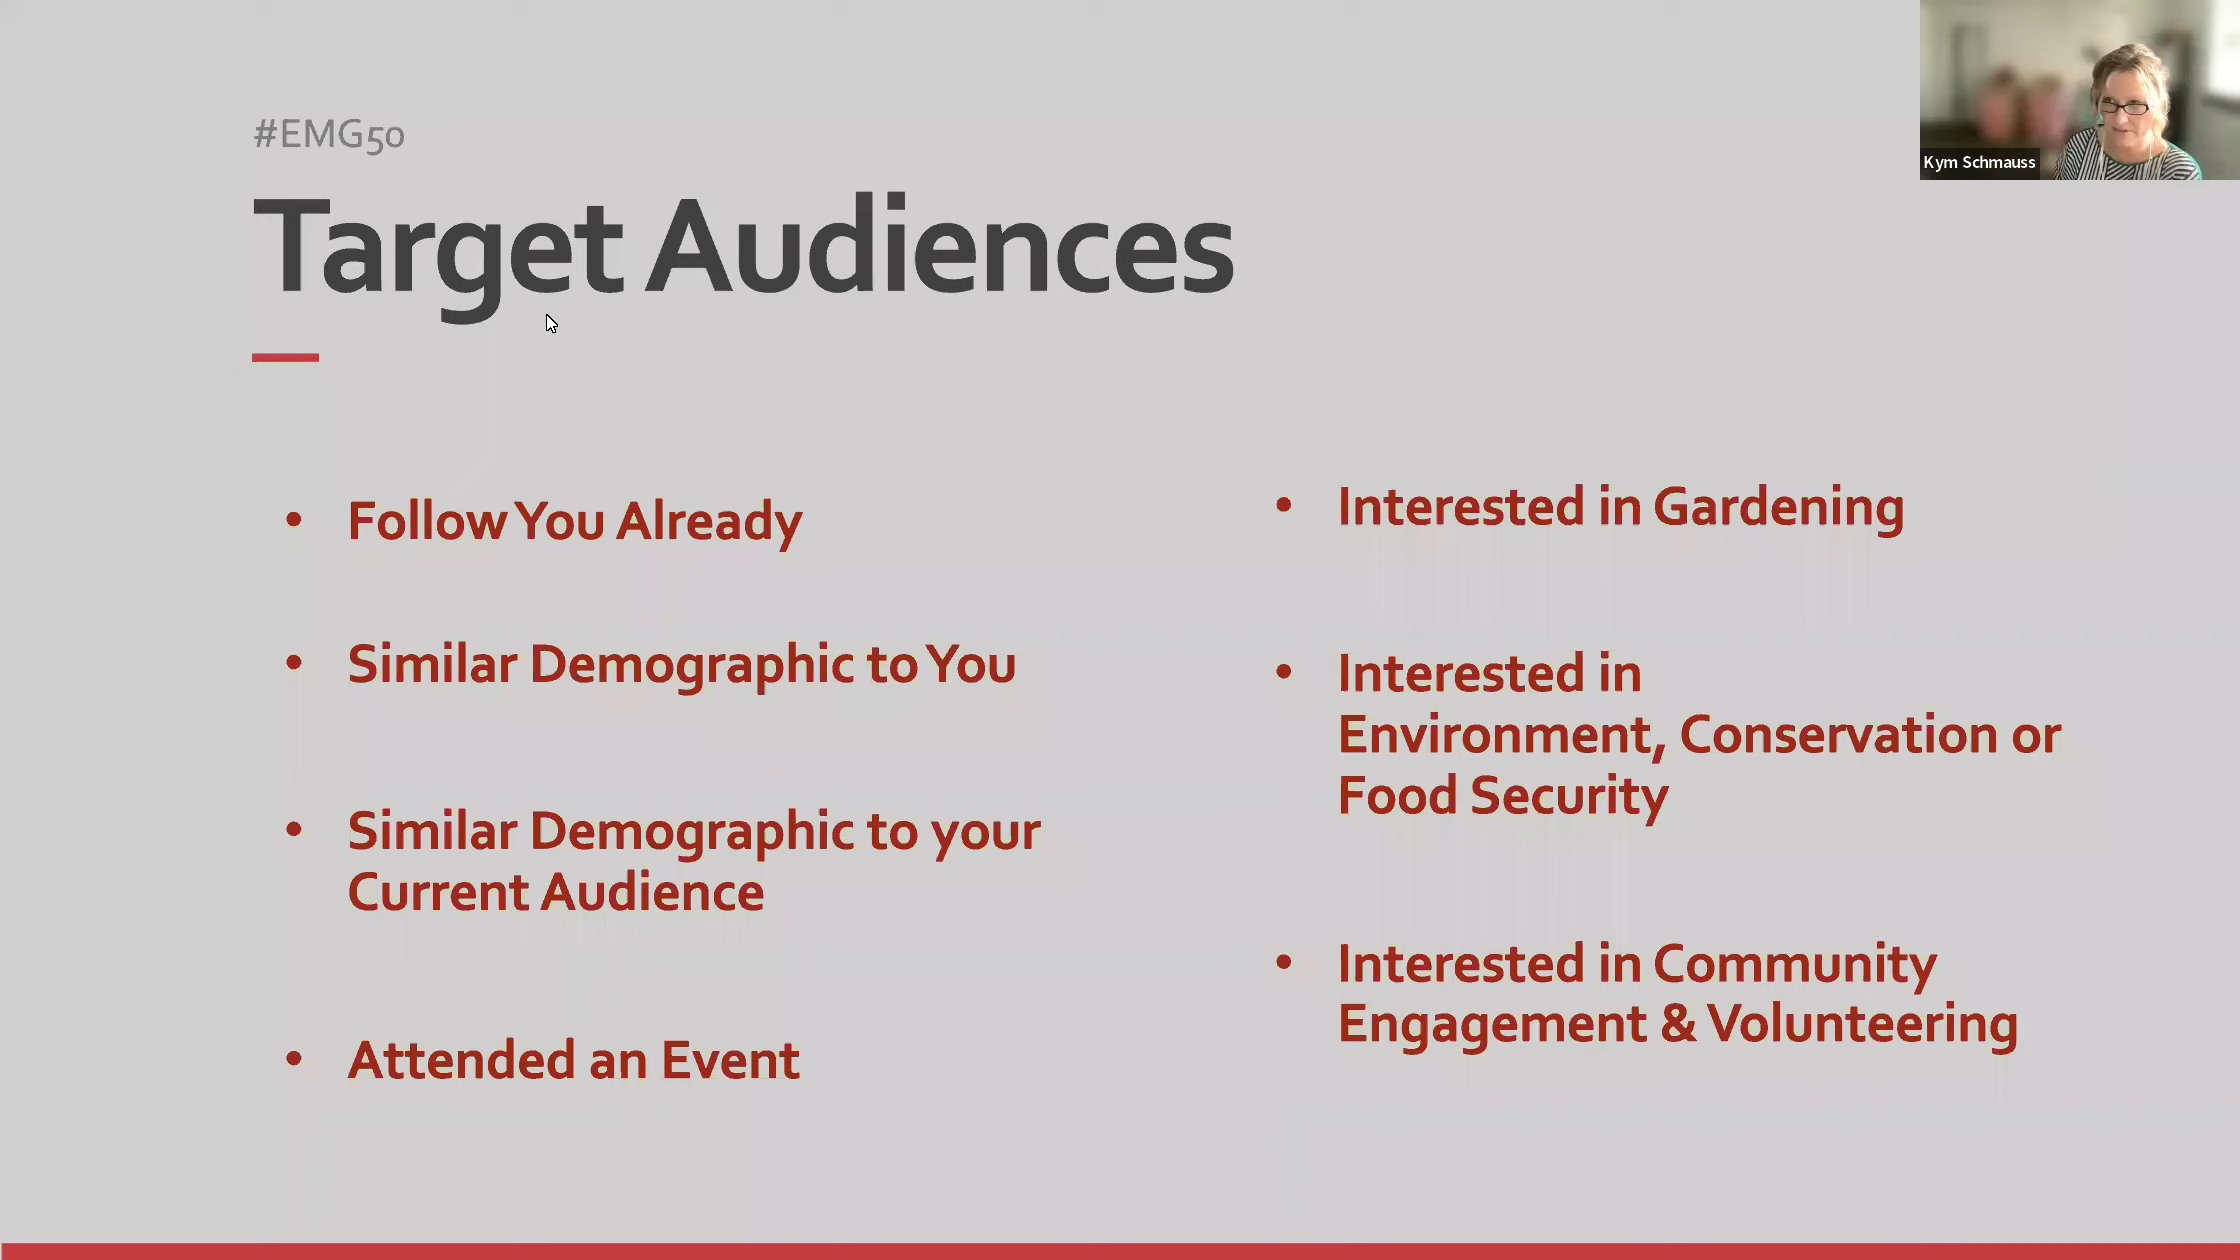 #EMG50
Target Audiences
Kym Schmauss
• Follow You Already
• Similar Demographic to You
• Similar Demographic to your
Current Audience
• Attended an Event
• Interested in Gardening
• Interested in
Environment, Conservation or
Food Security
• Interested in Community
Engagement & Volunteering